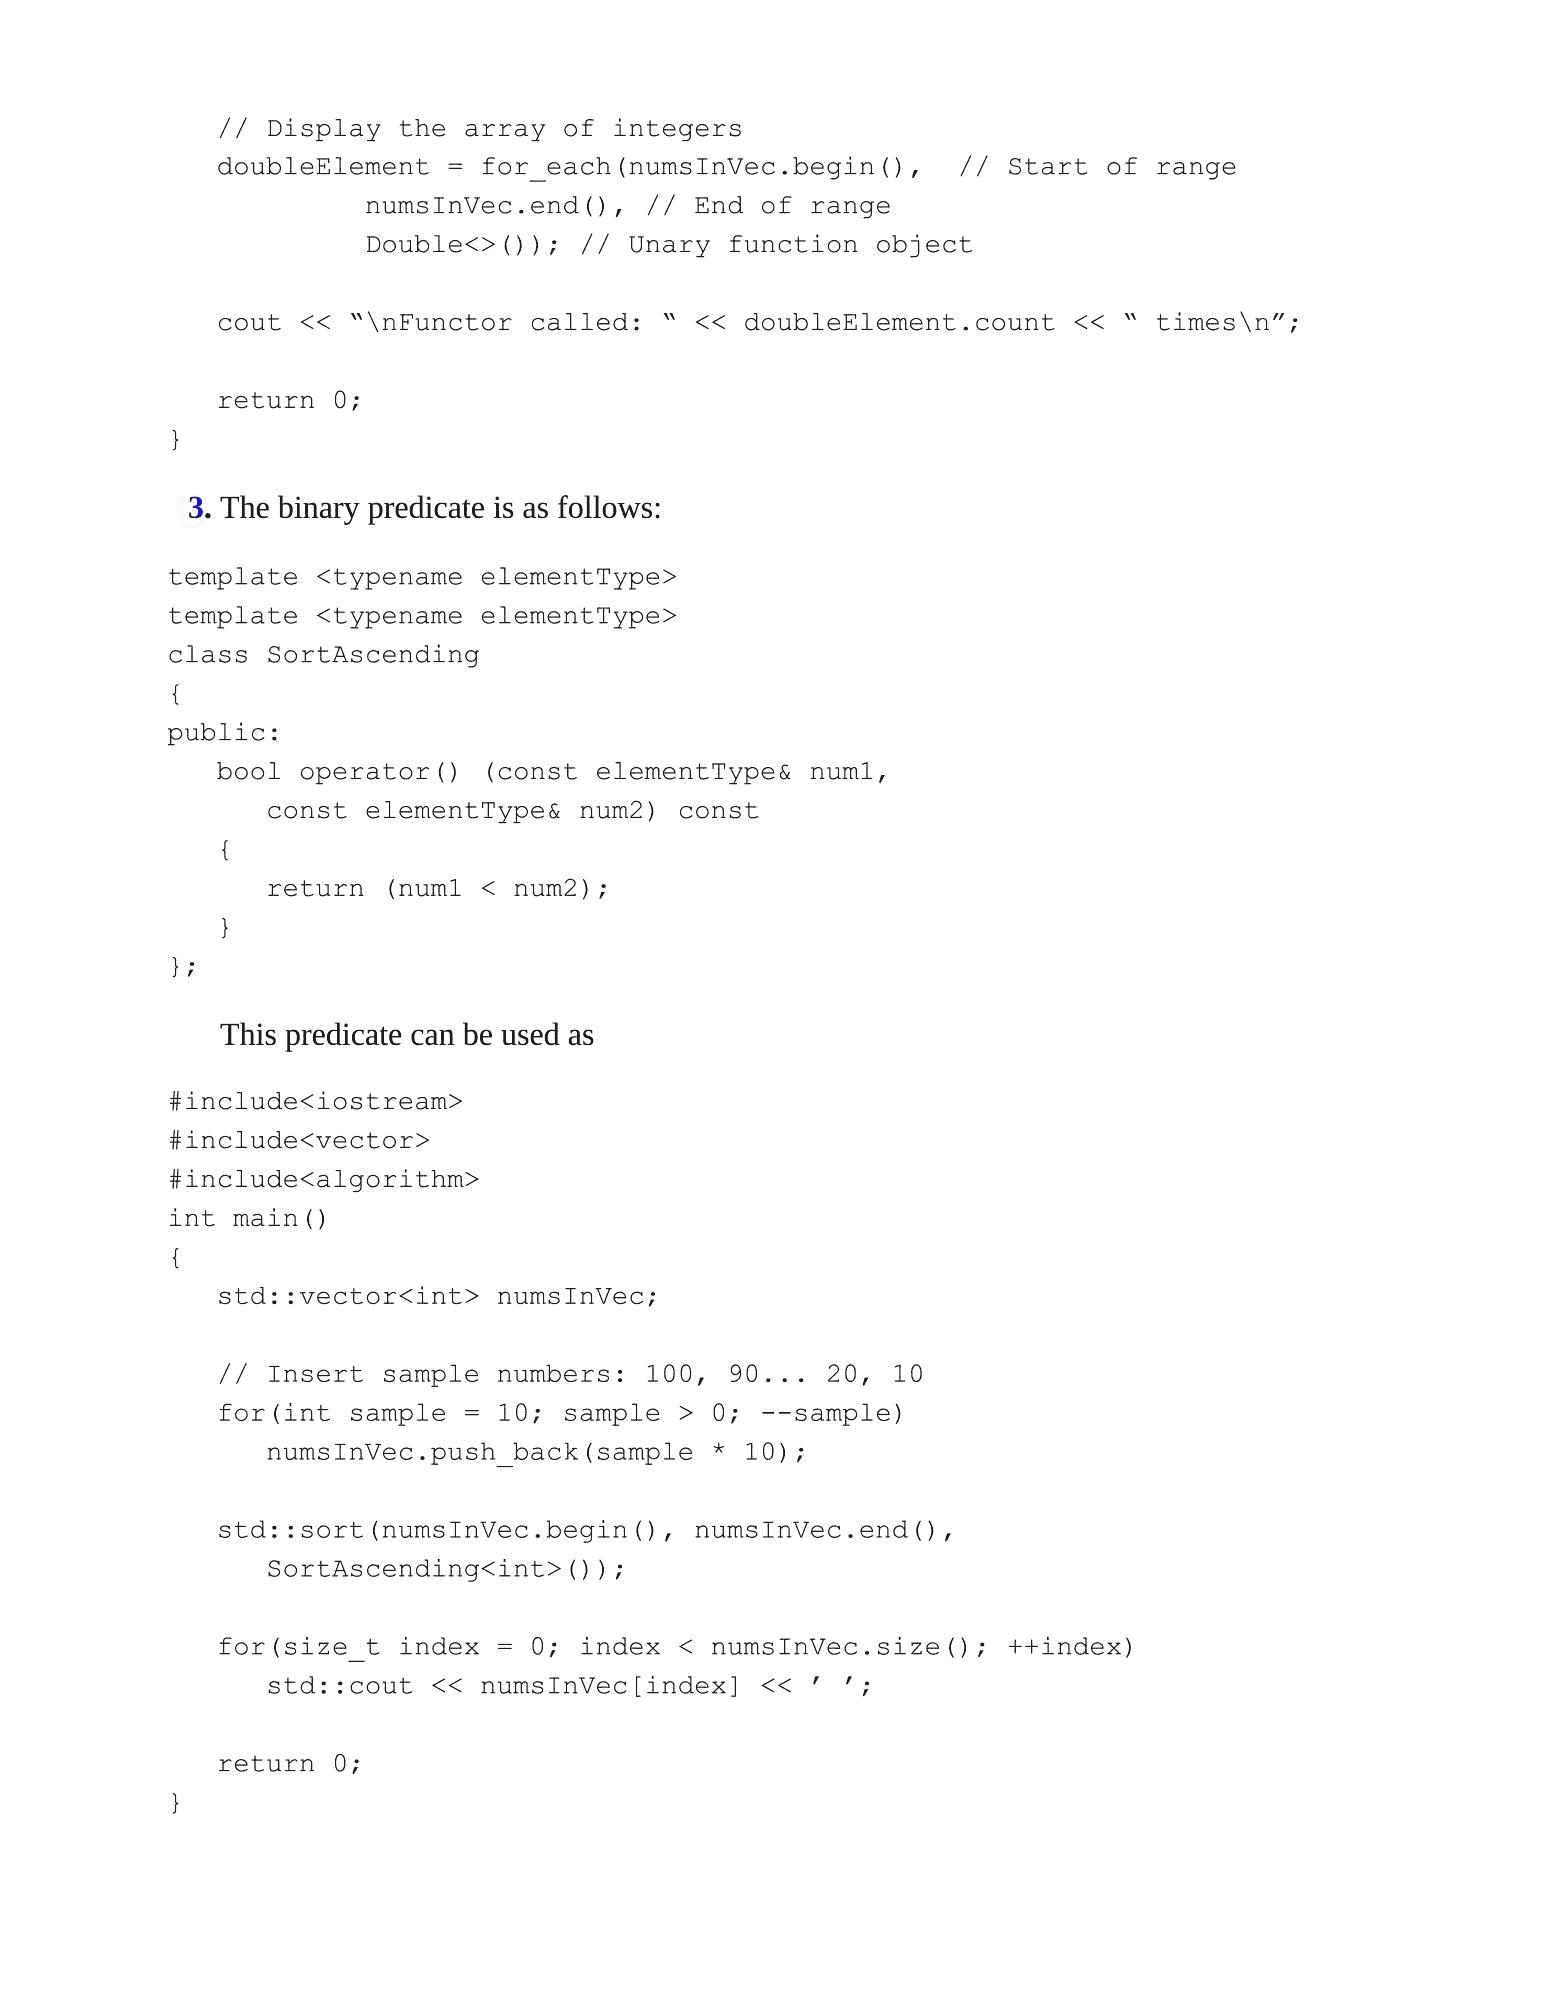 // Display the array of integers
doubleElement = for_each(numsInVec.begin(),  // Start of range
numsInVec.end(), // End of range
Double<>()); // Unary function object
cout << “\nFunctor called: “ << doubleElement.count << “ times\n”;
return 0;
}
3. The binary predicate is as follows:
template <typename elementType>
template <typename elementType>
class SortAscending
{
public:
bool operator() (const elementType& num1,
const elementType& num2) const
{
return (num1 < num2);
}
};
This predicate can be used as
#include<iostream>
#include<vector>
#include<algorithm>
int main()
{
std::vector<int> numsInVec;
// Insert sample numbers: 100, 90... 20, 10
for(int sample = 10; sample > 0; --sample)
numsInVec.push_back(sample * 10);
std::sort(numsInVec.begin(), numsInVec.end(),
SortAscending<int>());
for(size_t index = 0; index < numsInVec.size(); ++index)
std::cout << numsInVec[index] << ’ ’;
return 0;
}